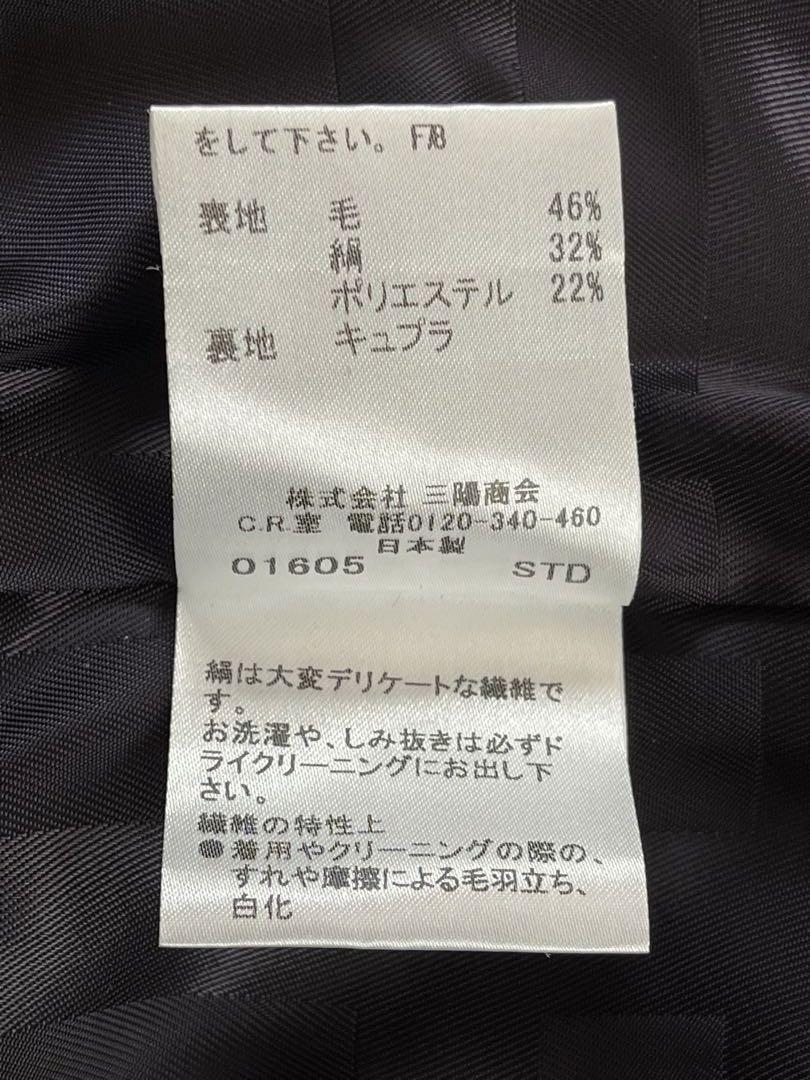 をして下さい。 F/B
表地 毛 46%
絹 32%
ポリエステル 22%
裏地 キュプラ
株式会社 三陽商会
C.R.室 電話0120-340-460
日本製
01605 STD
絹は大変デリケートな繊維で
す。
お洗濯や、しみ抜きは必ずド
ライクリーニングにお出し下
さい。
繊維の特性上
●着用やクリーニングの際の、
すれや摩擦による毛羽立ち、
白化